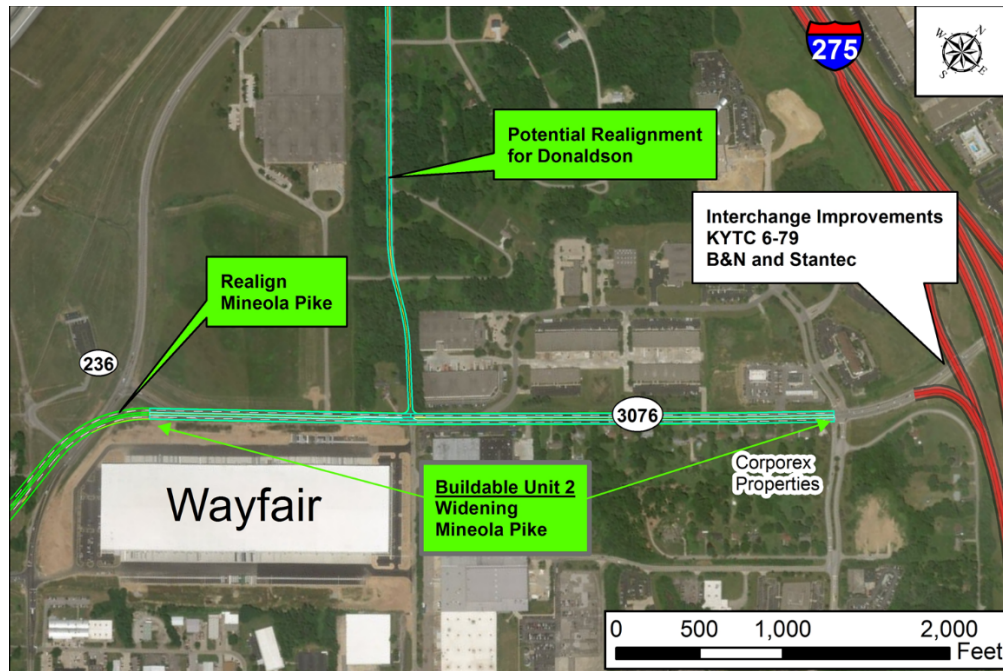 275
N
W
E
S
Potential Realignment
for Donaldson
Interchange Improvements
KYTC 6-79
B&N and Stantec
Realign
Mineola Pike
236
3076
Corporex
Properties
Buildable Unit 2
Widening
Mineola Pike
Wayfair
0 500 1,000 2,000
Feet